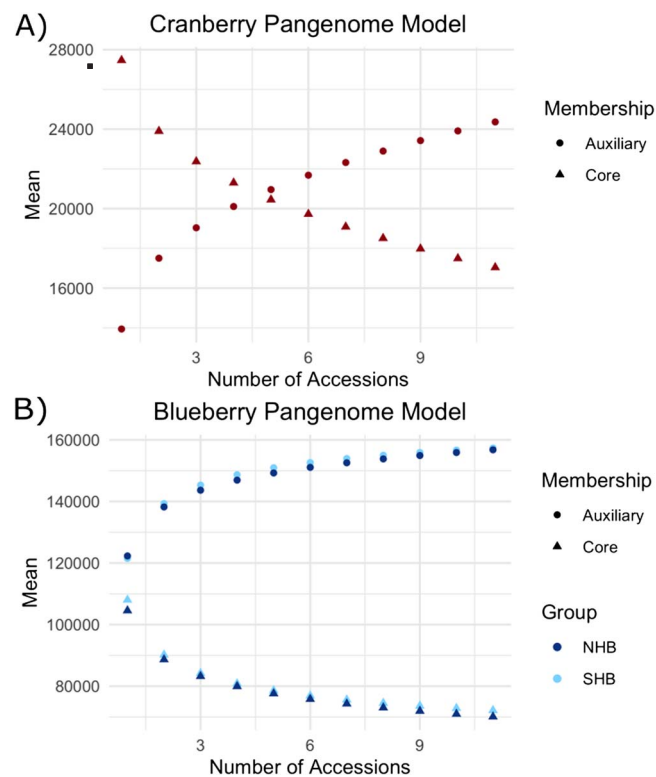 A)
Cranberry Pangenome Model
28000
24000
20000
16000
Mean
3 6 9
Number of Accessions
Membership
Auxiliary
Core
B)
Blueberry Pangenome Model
160000
140000
120000
100000
80000
Mean
3 6 9
Number of Accessions
Membership
Auxiliary
Core
Group
NHB
SHB